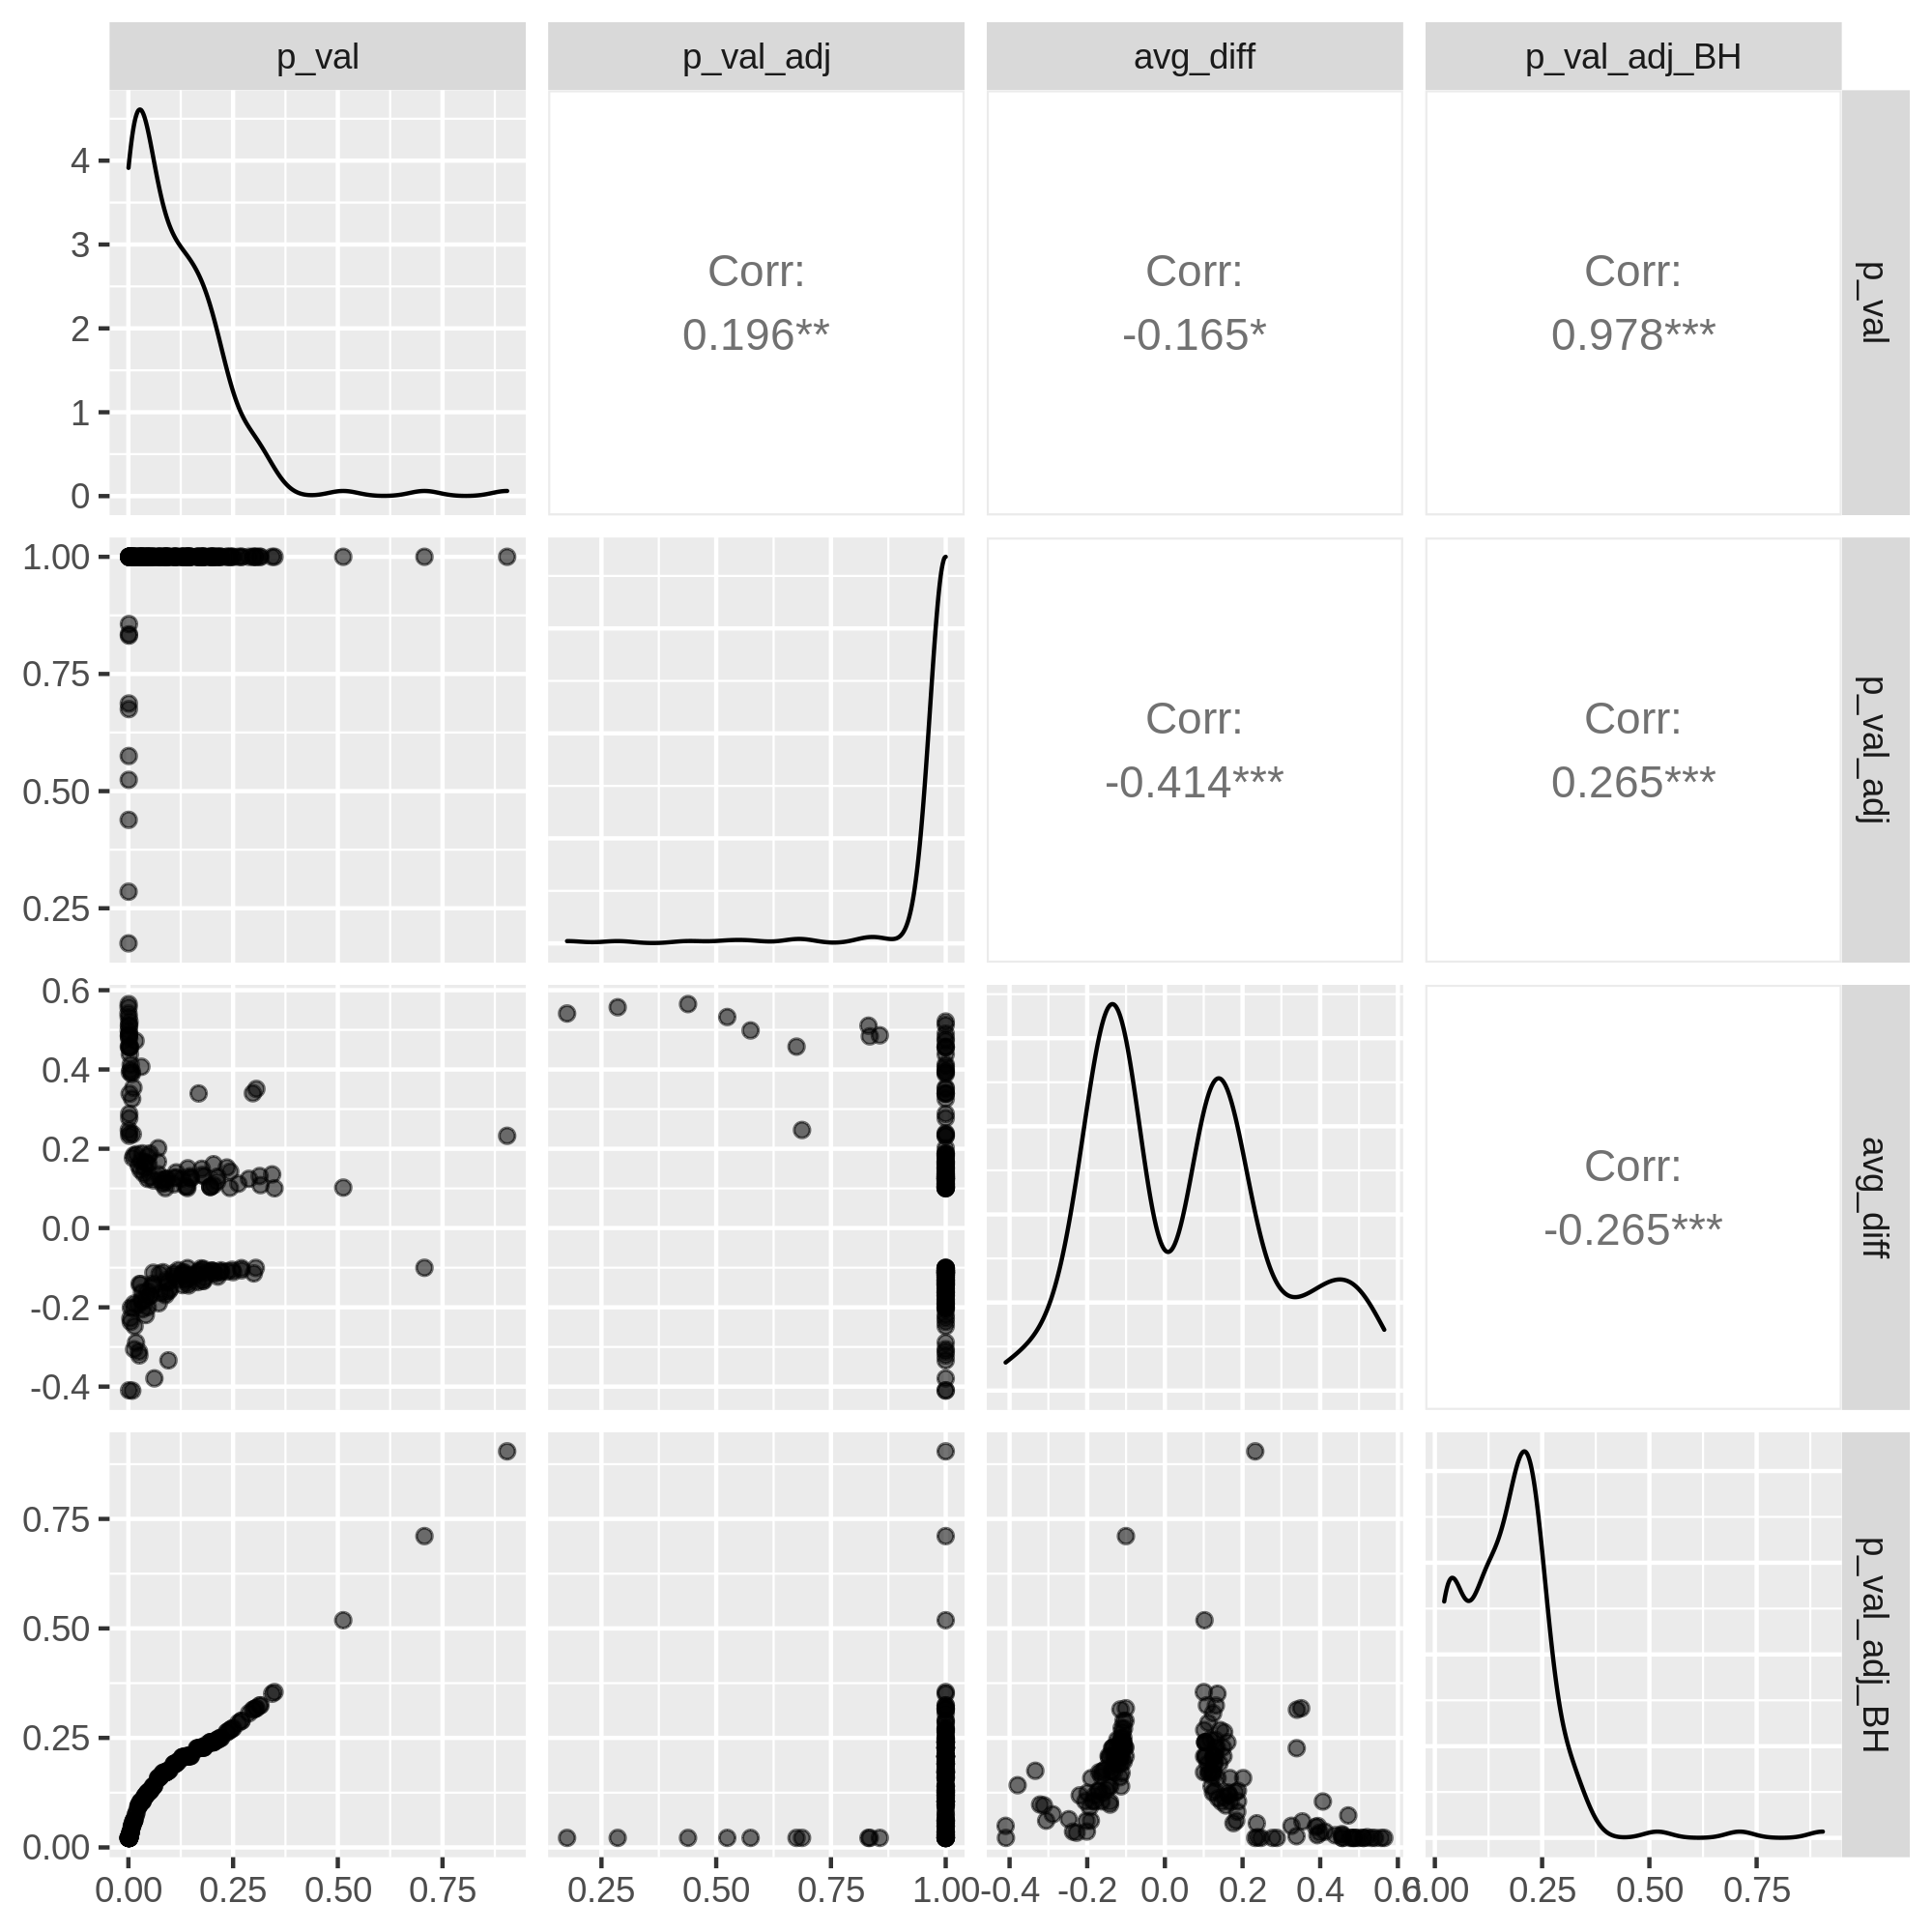 p_val
p_val_adj
avg_diff
p_val_adj_BH
4
3
2
1
0
Corr:
0.196**
Corr:
-0.165*
Corr:
0.978***
p_val
1.00
0.75
0.50
0.25
Corr:
-0.414***
Corr:
0.265***
p_val_adj
0.6
0.4
0.2
0.0
-0.2
-0.4
Corr:
-0.265***
avg_diff
0.75
0.50
0.25
0.00
p_val_adj_BH
0.00 0.25 0.50 0.75
0.25 0.50 0.75 1.00
-0.4 -0.2 0.0 0.2 0.4 0.6
0.00 0.25 0.50 0.75